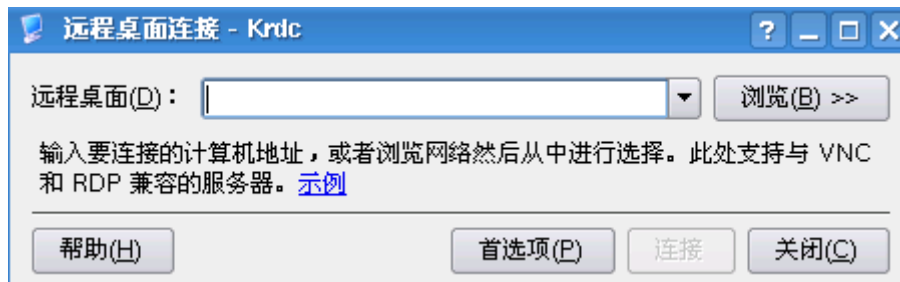 远程桌面连接 - Krdc
远程桌面(D)： 浏览(B) >>
输入要连接的计算机地址，或者浏览网络然后从中进行选择。此处支持与 VNC
和 RDP 兼容的服务器。示例
帮助(H) 首选项(P) 连接 关闭(C)